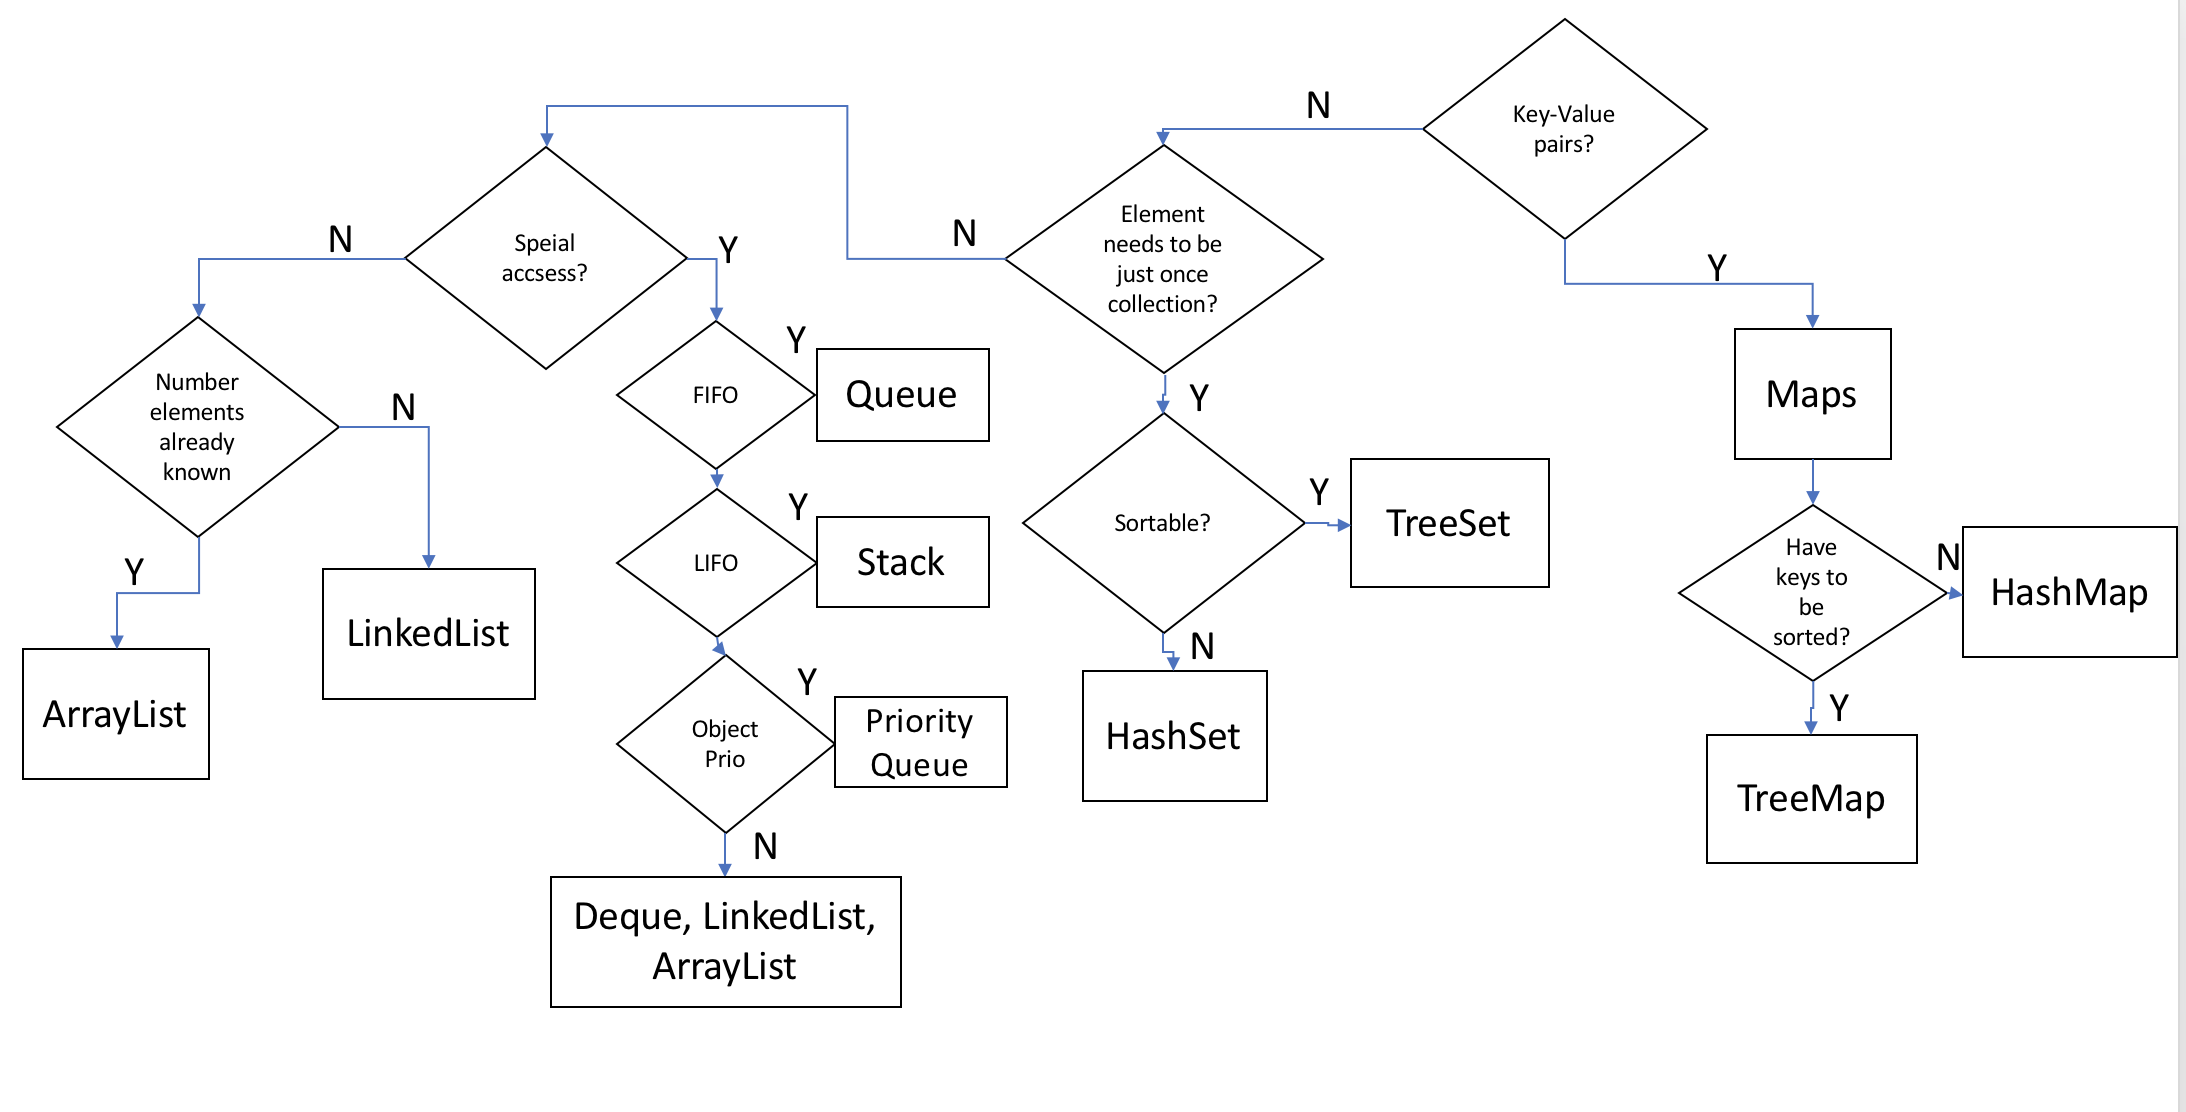 Key-Value
pairs?
N
Y
Element
needs to be
just once
collection?
N
Y
Speial
accsess?
N
Y
Number
elements
already
known
N
Y
ArrayList
LinkedList
FIFO
Y
Queue
LIFO
Y
Stack
Object
Prio
Y
Priority
Queue
N
Deque, LinkedList,
ArrayList
Sortable?
Y
TreeSet
N
HashSet
Maps
Have
keys to
be
sorted?
N
HashMap
Y
TreeMap